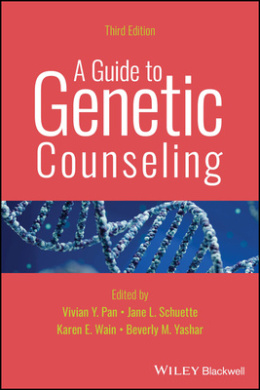 Third Edition
A Guide to
Genetic
Counseling
Edited by
Vivian Y. Pan · Jane L. Schuette
Karen E. Wain · Beverly M. Yashar
WILEY Blackwell